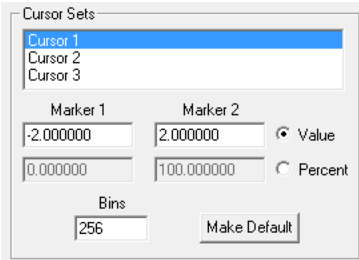 Cursor Sets
Cursor 1
Cursor 2
Cursor 3
Marker 1 Marker 2
-2.000000 2.000000 Value
0.000000 100.000000 Percent
Bins
256 Make Default